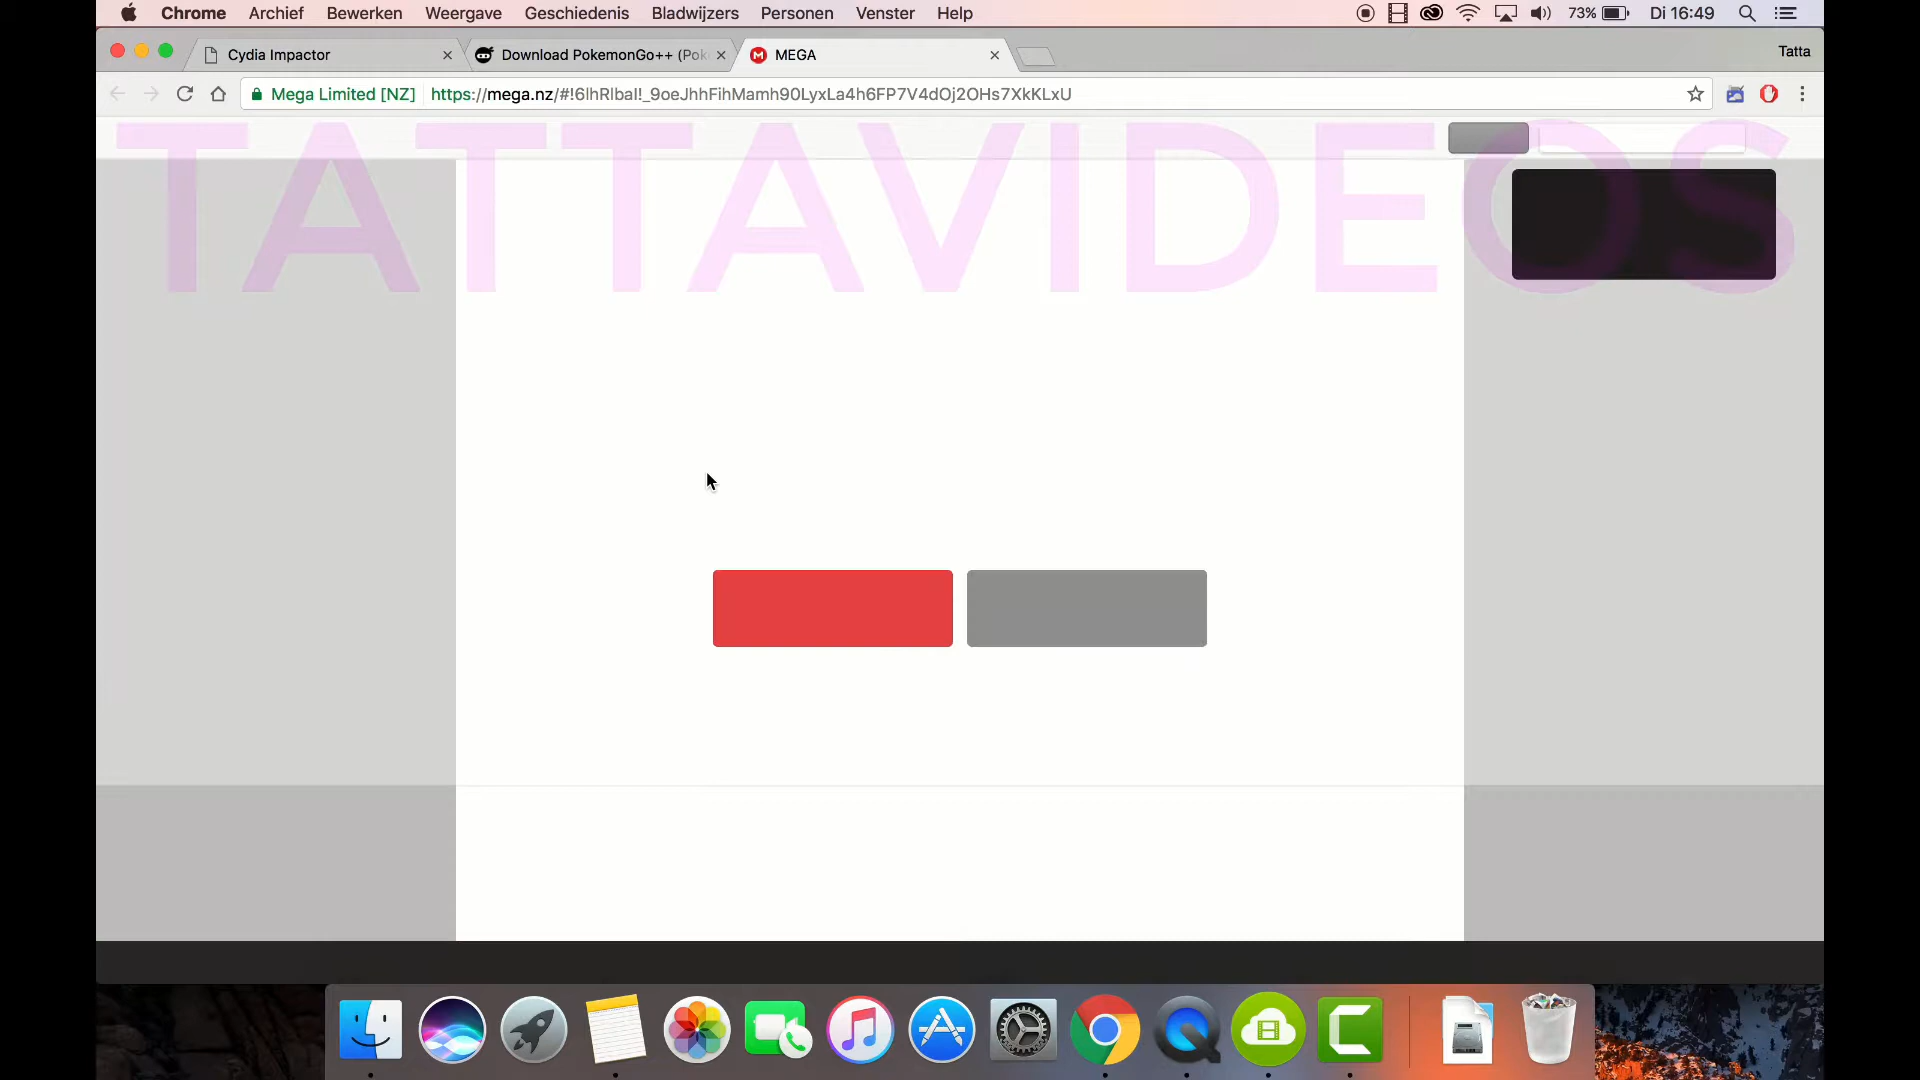 Chrome Archief Bewerken Weergave Geschiedenis Bladwijzers Personen Venster Help 73% Di 16:49
Cydia Impactor Download PokemonGo++ (Pok MEGA Tatta
Mega Limited [NZ] https://mega.nz/#!6lhRlbaI!_9oeJhhFihMamh90LyxLa4h6FP7V4dOj2OHs7XkKLxU
TATTAVIDEOS